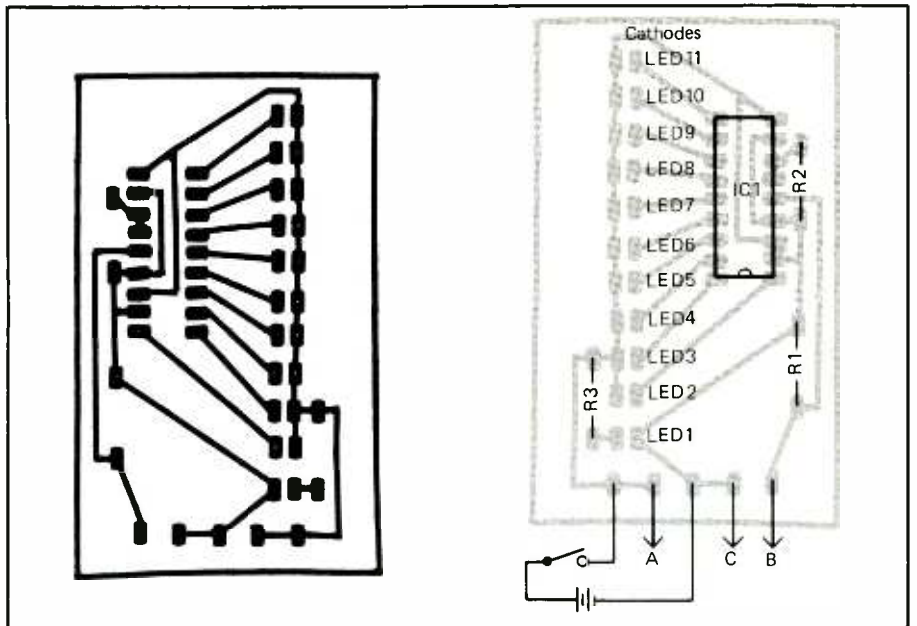 Cathodes
LED11
LED10
LED9
LED8
LED7
LED6
LED5
LED4
LED3
LED2
LED1
IC1
R2
R1
R3
A
C
B